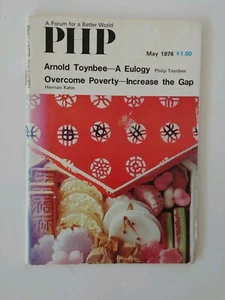 A Forum for a Better World
PHP
May 1976 $1.00
Arnold Toynbee—A Eulogy Philip Toynbee
Overcome Poverty—Increase the Gap
Herman Kahn